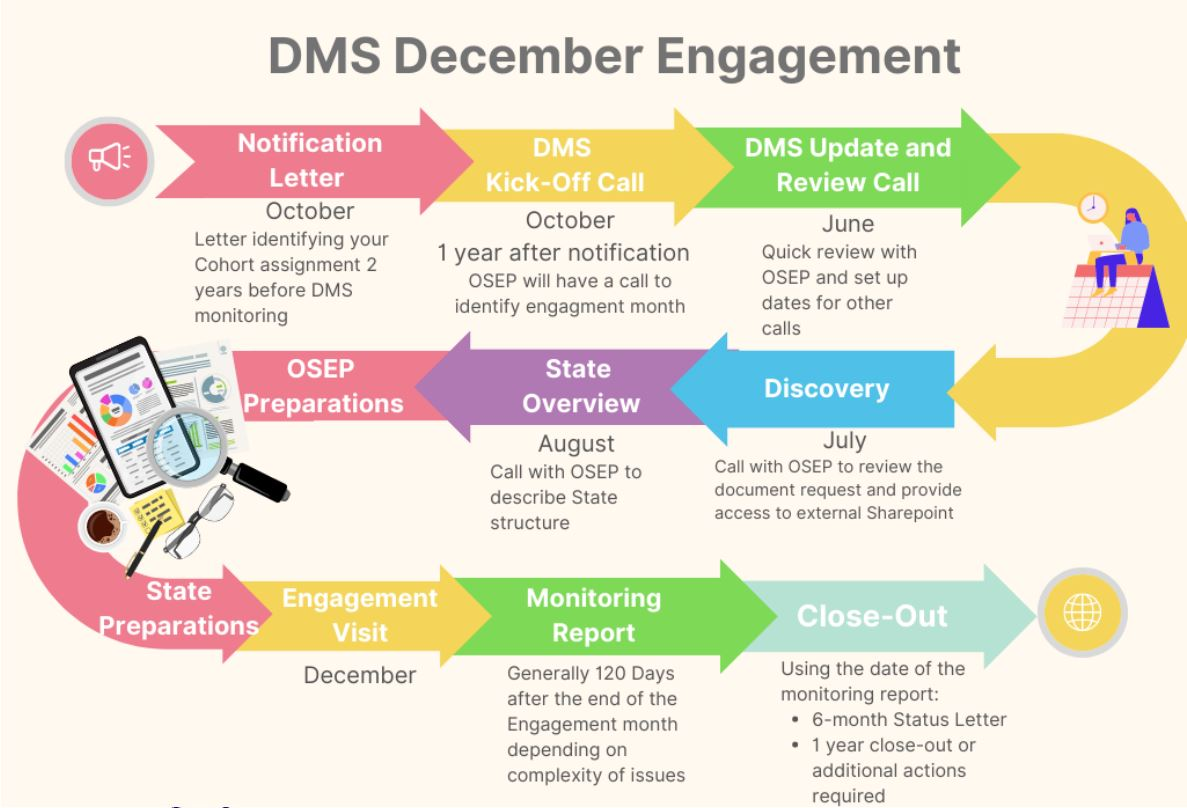 DMS December Engagement
Notification
Letter
October
Letter identifying your
Cohort assignment 2
years before DMS
monitoring
DMS
Kick-Off Call
October
1 year after notification
OSEP will have a call to
identify engagment month
DMS Update and
Review Call
June
Quick review with
OSEP and set up
dates for other
calls
Discovery
July
Call with OSEP to review the
document request and provide
access to external Sharepoint
State
Overview
August
Call with OSEP to
describe State
structure
OSEP
Preparations
State
Preparations
Engagement
Visit
December
Monitoring
Report
Generally 120 Days
after the end of the
Engagement month
depending on
complexity of issues
Close-Out
Using the date of the
monitoring report:
• 6-month Status Letter
• 1 year close-out or
additional actions
required